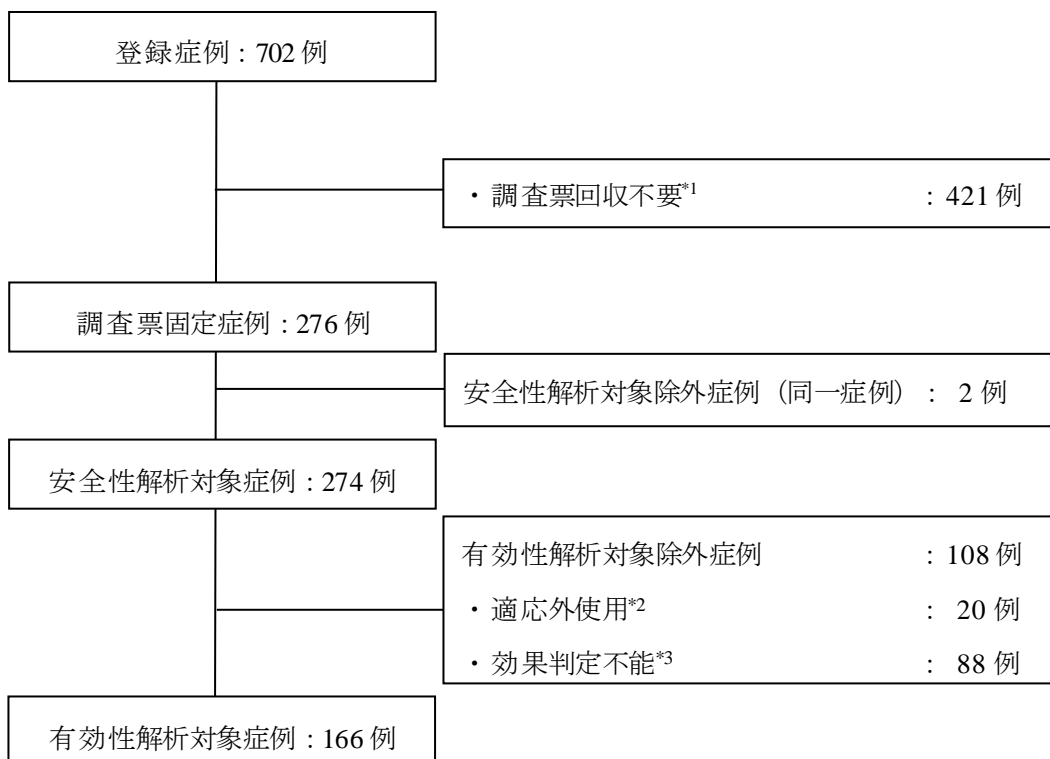 登録症例：702 例
・調査票回収不要*1 ：421 例
調査票固定症例：276 例
安全性解析対象除外症例（同一症例）： 2 例
安全性解析対象症例：274 例
有効性解析対象除外症例 ：108 例
・適応外使用*2 ： 20 例
・効果判定不能*3 ： 88 例
有効性解析対象症例：166 例